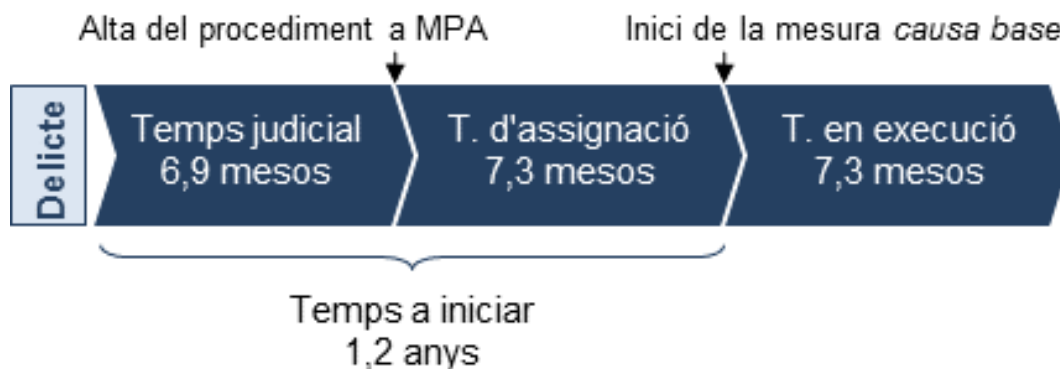 Alta del procediment a MPA
Inici de la mesura causa base
Delicte
Temps judicial
6,9 mesos
T. d'assignació
7,3 mesos
T. en execució
7,3 mesos
Temps a iniciar
1,2 anys